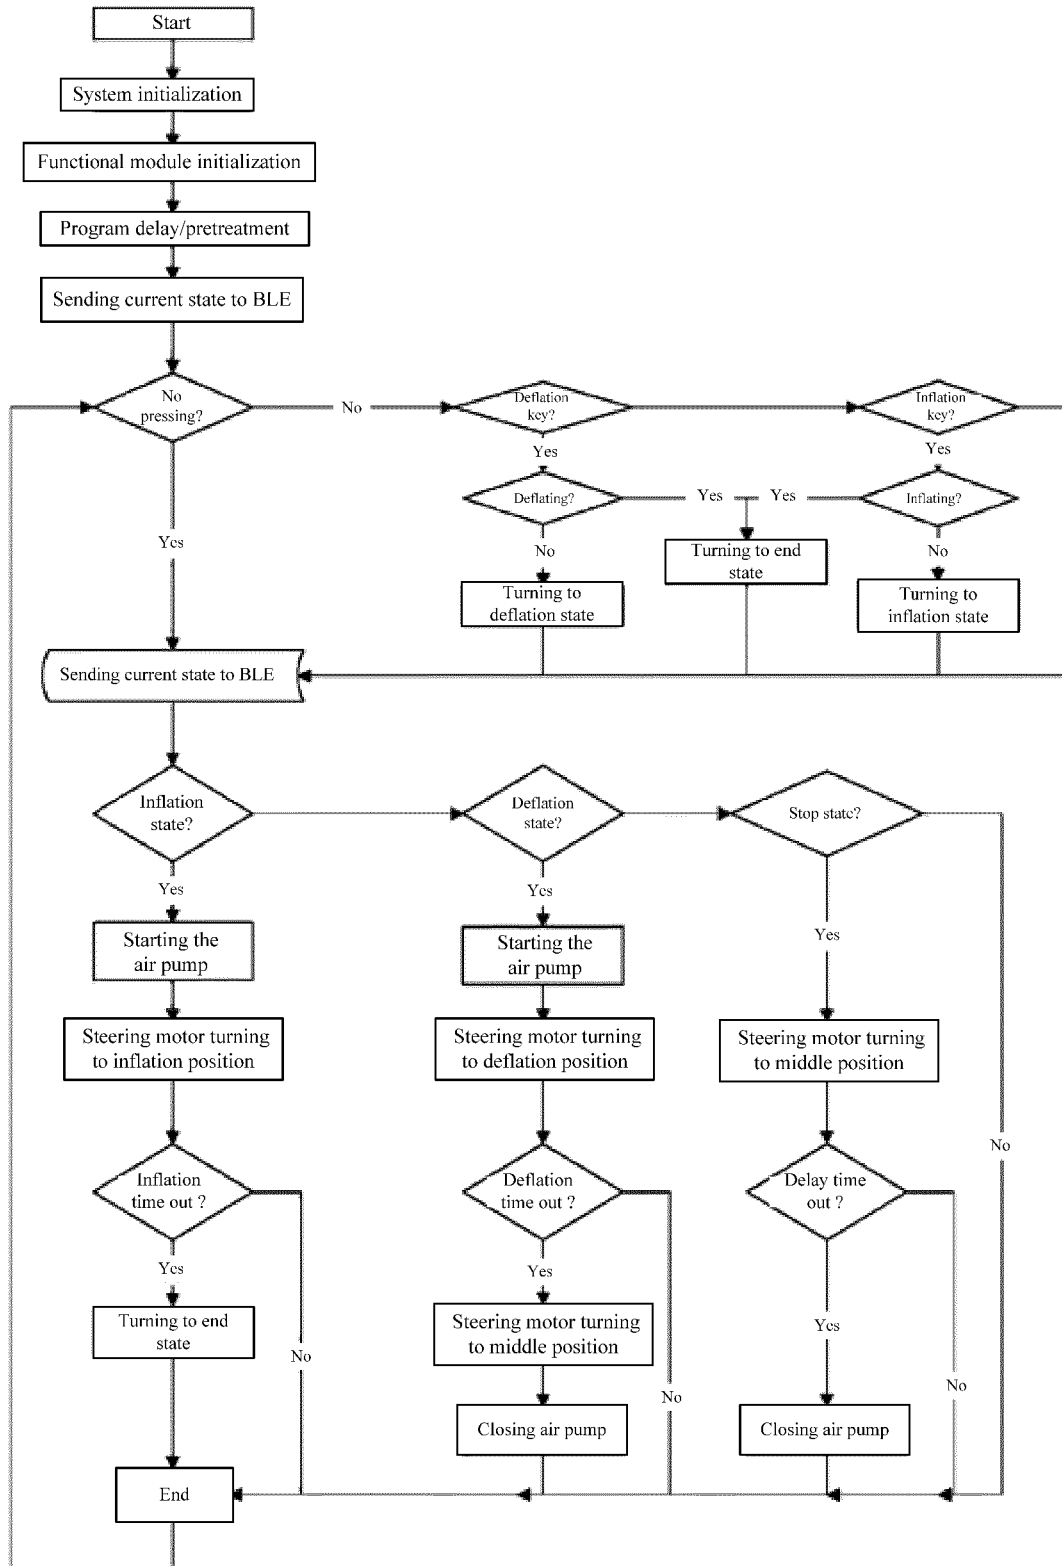 Start
System initialization
Functional module initialization
Program delay/pretreatment
Sending current state to BLE
No
pressing?
No
Deflation
key?
Inflation
key?
Yes
Yes
Deflating?
Yes
Yes
Inflating?
Yes
No
Turning to end
state
No
Turning to
deflation state
Turning to
inflation state
Sending current state to BLE
Inflation
state?
Deflation
state?
Stop state?
Yes
Yes
Starting the
air pump
Starting the
air pump
Yes
Steering motor turning
to inflation position
Steering motor turning
to deflation position
Steering motor turning
to middle position
No
Inflation
time out ?
Deflation
time out ?
Delay time
out ?
Yes
Yes
Turning to end
state
Steering motor turning
to middle position
Yes
No
No
No
Closing air pump
Closing air pump
End